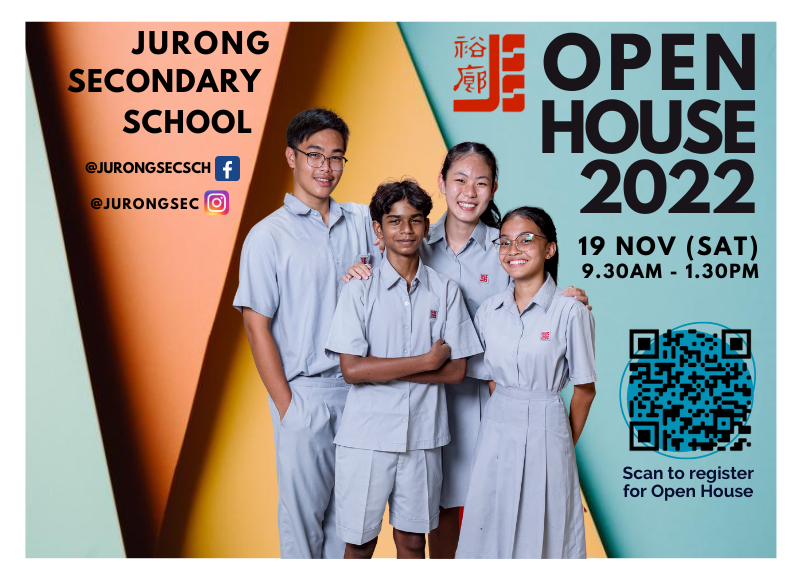 JURONG
SECONDARY
SCHOOL
@JURONGSECSCH
@JURONGSEC
裕
廊
OPEN
HOUSE
2022
19 NOV (SAT)
9.30AM - 1.30PM
Scan to register
for Open House